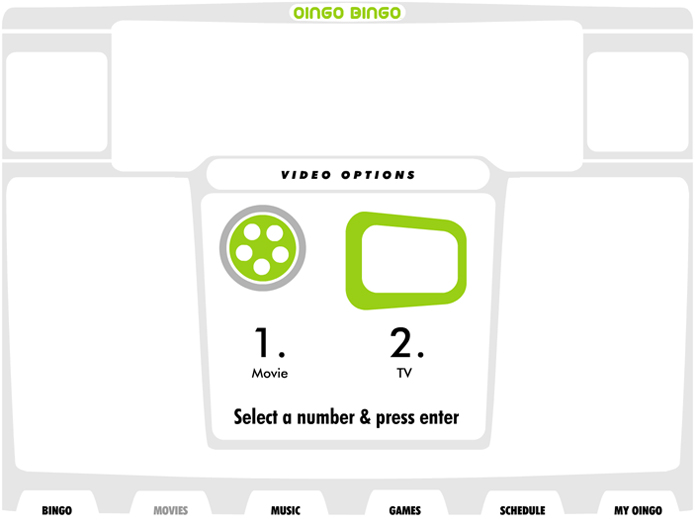 OINGO BINGO
VIDEO OPTIONS
1. 2.
Movie TV
Select a number & press enter
BINGO MOVIES MUSIC GAMES SCHEDULE MY OINGO